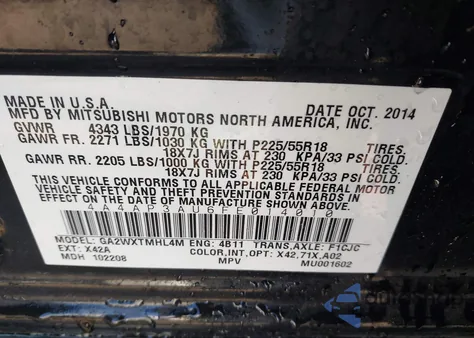 MADE IN U.S.A. DATE OCT. 2014
MFD BY MITSUBISHI MOTORS NORTH AMERICA, INC.
GVWR 4343 LBS/1970 KG
GAWR FR. 2271 LBS/1030 KG WITH P225/55R18 TIRES.
18X7J RIMS AT 230 KPA/33 PSI COLD.
GAWR RR. 2205 LBS/1000 KG WITH P225/55R18 TIRES.
18X7J RIMS AT 230 KPA/33 PSI COLD.
THIS VEHICLE CONFORMS TO ALL APPLICABLE FEDERAL MOTOR
VEHICLE SAFETY STANDARDS IN EFFECT ON
THE DATE OF MANUFACTURE SHOWN ABOVE.
4A4AP3AU6FE014010
MODEL: GA2WXTMHL4M ENG: 4B11 TRANS,AXLE: F1CJC
EXT: X42A COLOR,INT,OPT: X42,71X,A02
MDH 102208 MPV MU001602